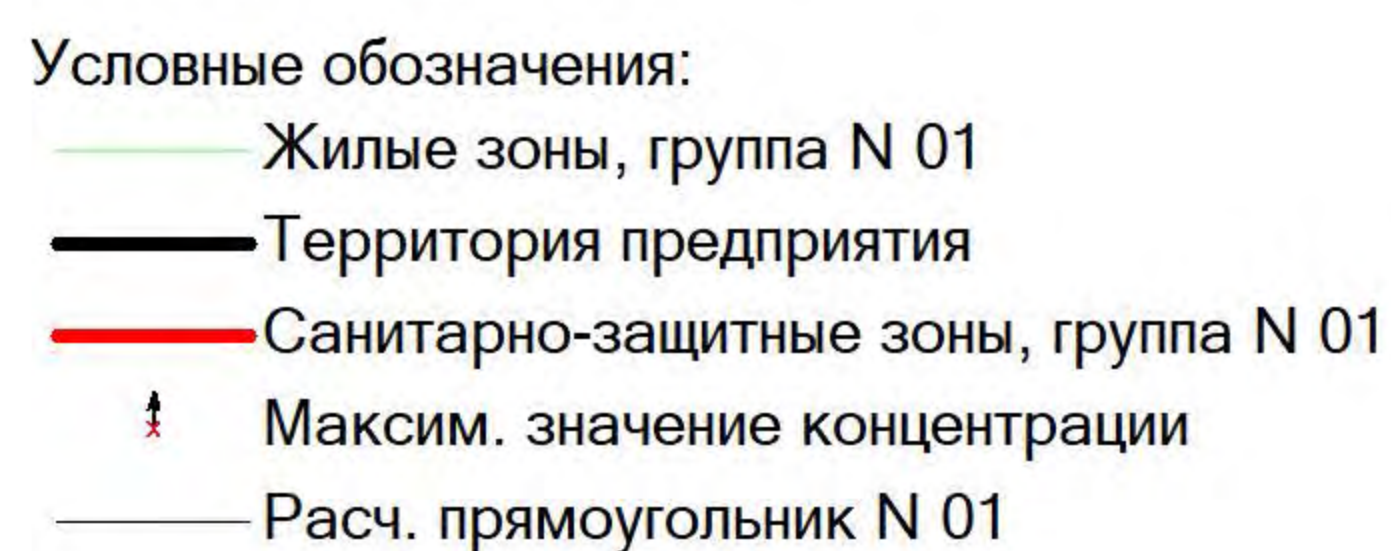 Условные обозначения:
Жилые зоны, группа N 01
Территория предприятия
Санитарно-защитные зоны, группа N 01
Максим. значение концентрации
Расч. прямоугольник N 01